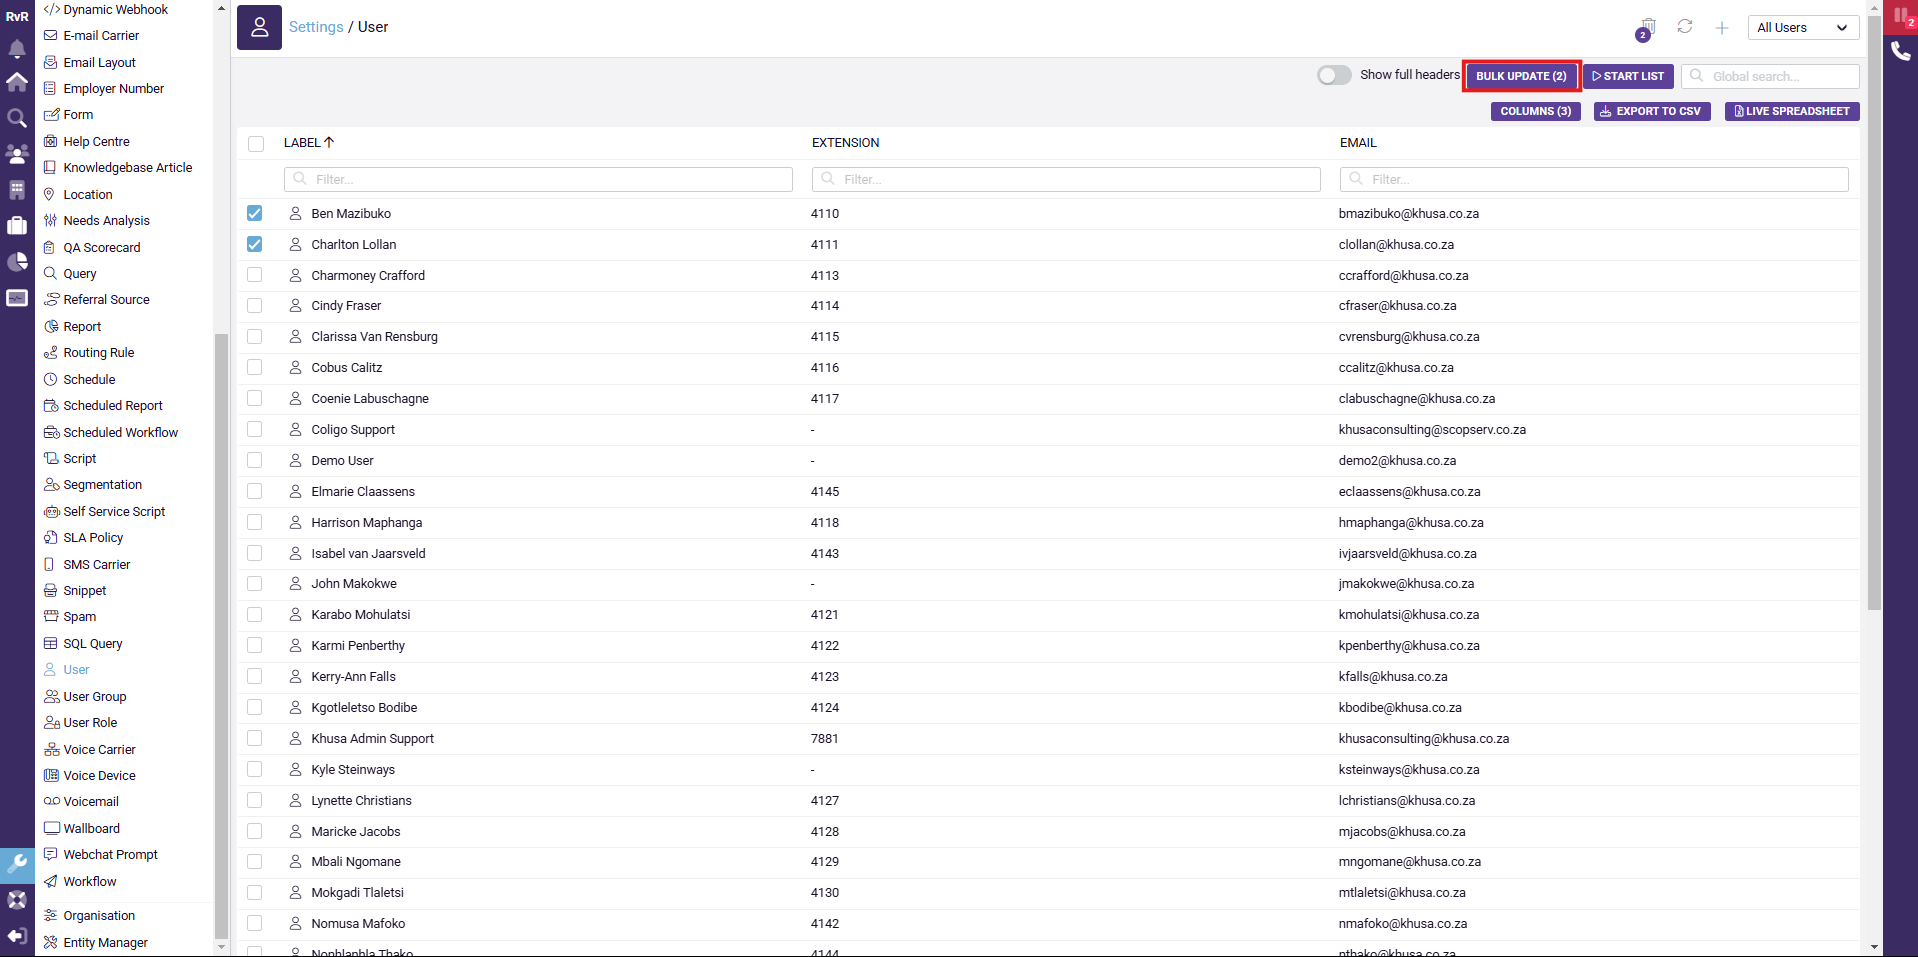 RvR
Dynamic Webhook
E-mail Carrier
Email Layout
Employer Number
Form
Help Centre
Knowledgebase Article
Location
Needs Analysis
QA Scorecard
Query
Referral Source
Report
Routing Rule
Schedule
Scheduled Report
Scheduled Workflow
Script
Segmentation
Self Service Script
SLA Policy
SMS Carrier
Snippet
Spam
SQL Query
User
User Group
User Role
Voice Carrier
Voice Device
Voicemail
Wallboard
Webchat Prompt
Workflow
Organisation
Entity Manager
Settings / User
2
All Users
2
Show full headers BULK UPDATE (2) START LIST Global search...
COLUMNS (3) EXPORT TO CSV LIVE SPREADSHEET
LABEL EXTENSION EMAIL
Filter... Filter... Filter...
Ben Mazibuko 4110 bmazibuko@khusa.co.za
Charlton Lollan 4111 clollan@khusa.co.za
Charmoney Crafford 4113 ccrafford@khusa.co.za
Cindy Fraser 4114 cfraser@khusa.co.za
Clarissa Van Rensburg 4115 cvrensburg@khusa.co.za
Cobus Calitz 4116 ccalitz@khusa.co.za
Coenie Labuschagne 4117 clabuschagne@khusa.co.za
Coligo Support - khusaconsulting@scopserv.co.za
Demo User - demo2@khusa.co.za
Elmarie Claassens 4145 eclaassens@khusa.co.za
Harrison Maphanga 4118 hmaphanga@khusa.co.za
Isabel van Jaarsveld 4143 ivjaarsveld@khusa.co.za
John Makokwe - jmakokwe@khusa.co.za
Karabo Mohulatsi 4121 kmohulatsi@khusa.co.za
Karmi Penberthy 4122 kpenberthy@khusa.co.za
Kerry-Ann Falls 4123 kfalls@khusa.co.za
Kgotleletso Bodibe 4124 kbodibe@khusa.co.za
Khusa Admin Support 7881 khusaconsulting@khusa.co.za
Kyle Steinways - ksteinways@khusa.co.za
Lynette Christians 4127 lchristians@khusa.co.za
Maricke Jacobs 4128 mjacobs@khusa.co.za
Mbali Ngomane 4129 mngomane@khusa.co.za
Mokgadi Tlaletsi 4130 mtlaletsi@khusa.co.za
Nomusa Mafoko 4142 nmafoko@khusa.co.za
Nonhlanhla Thako 4144 nthako@khusa.co.za